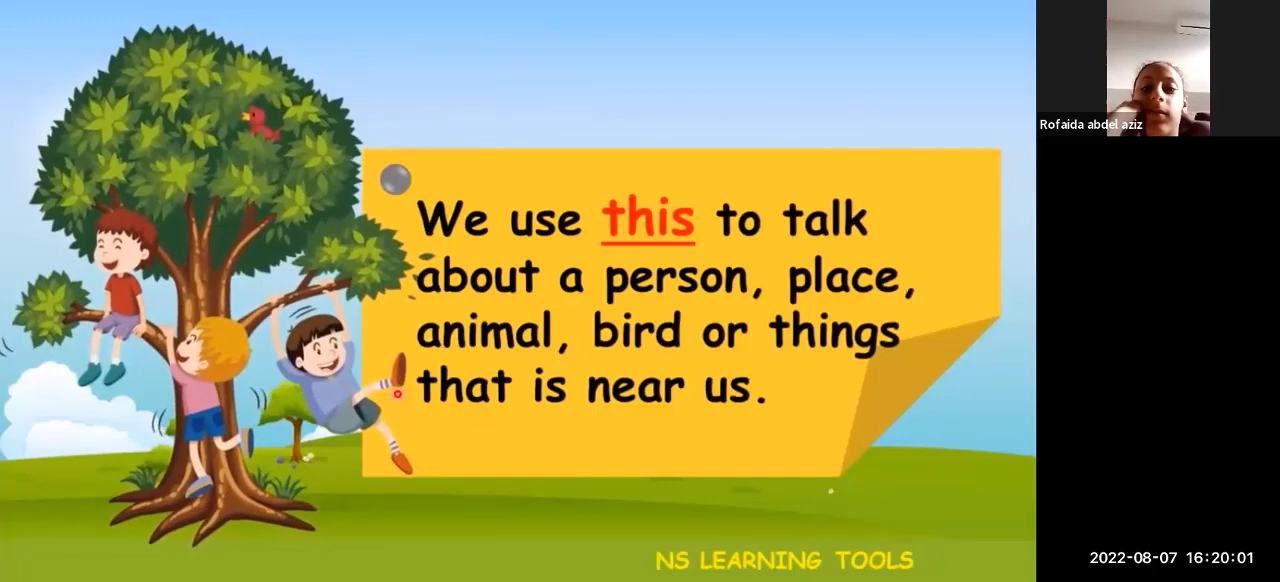 We use this to talk
about a person, place,
animal, bird or things
that is near us.
NS LEARNING TOOLS
Rofaida abdel aziz
2022-08-07 16:20:01